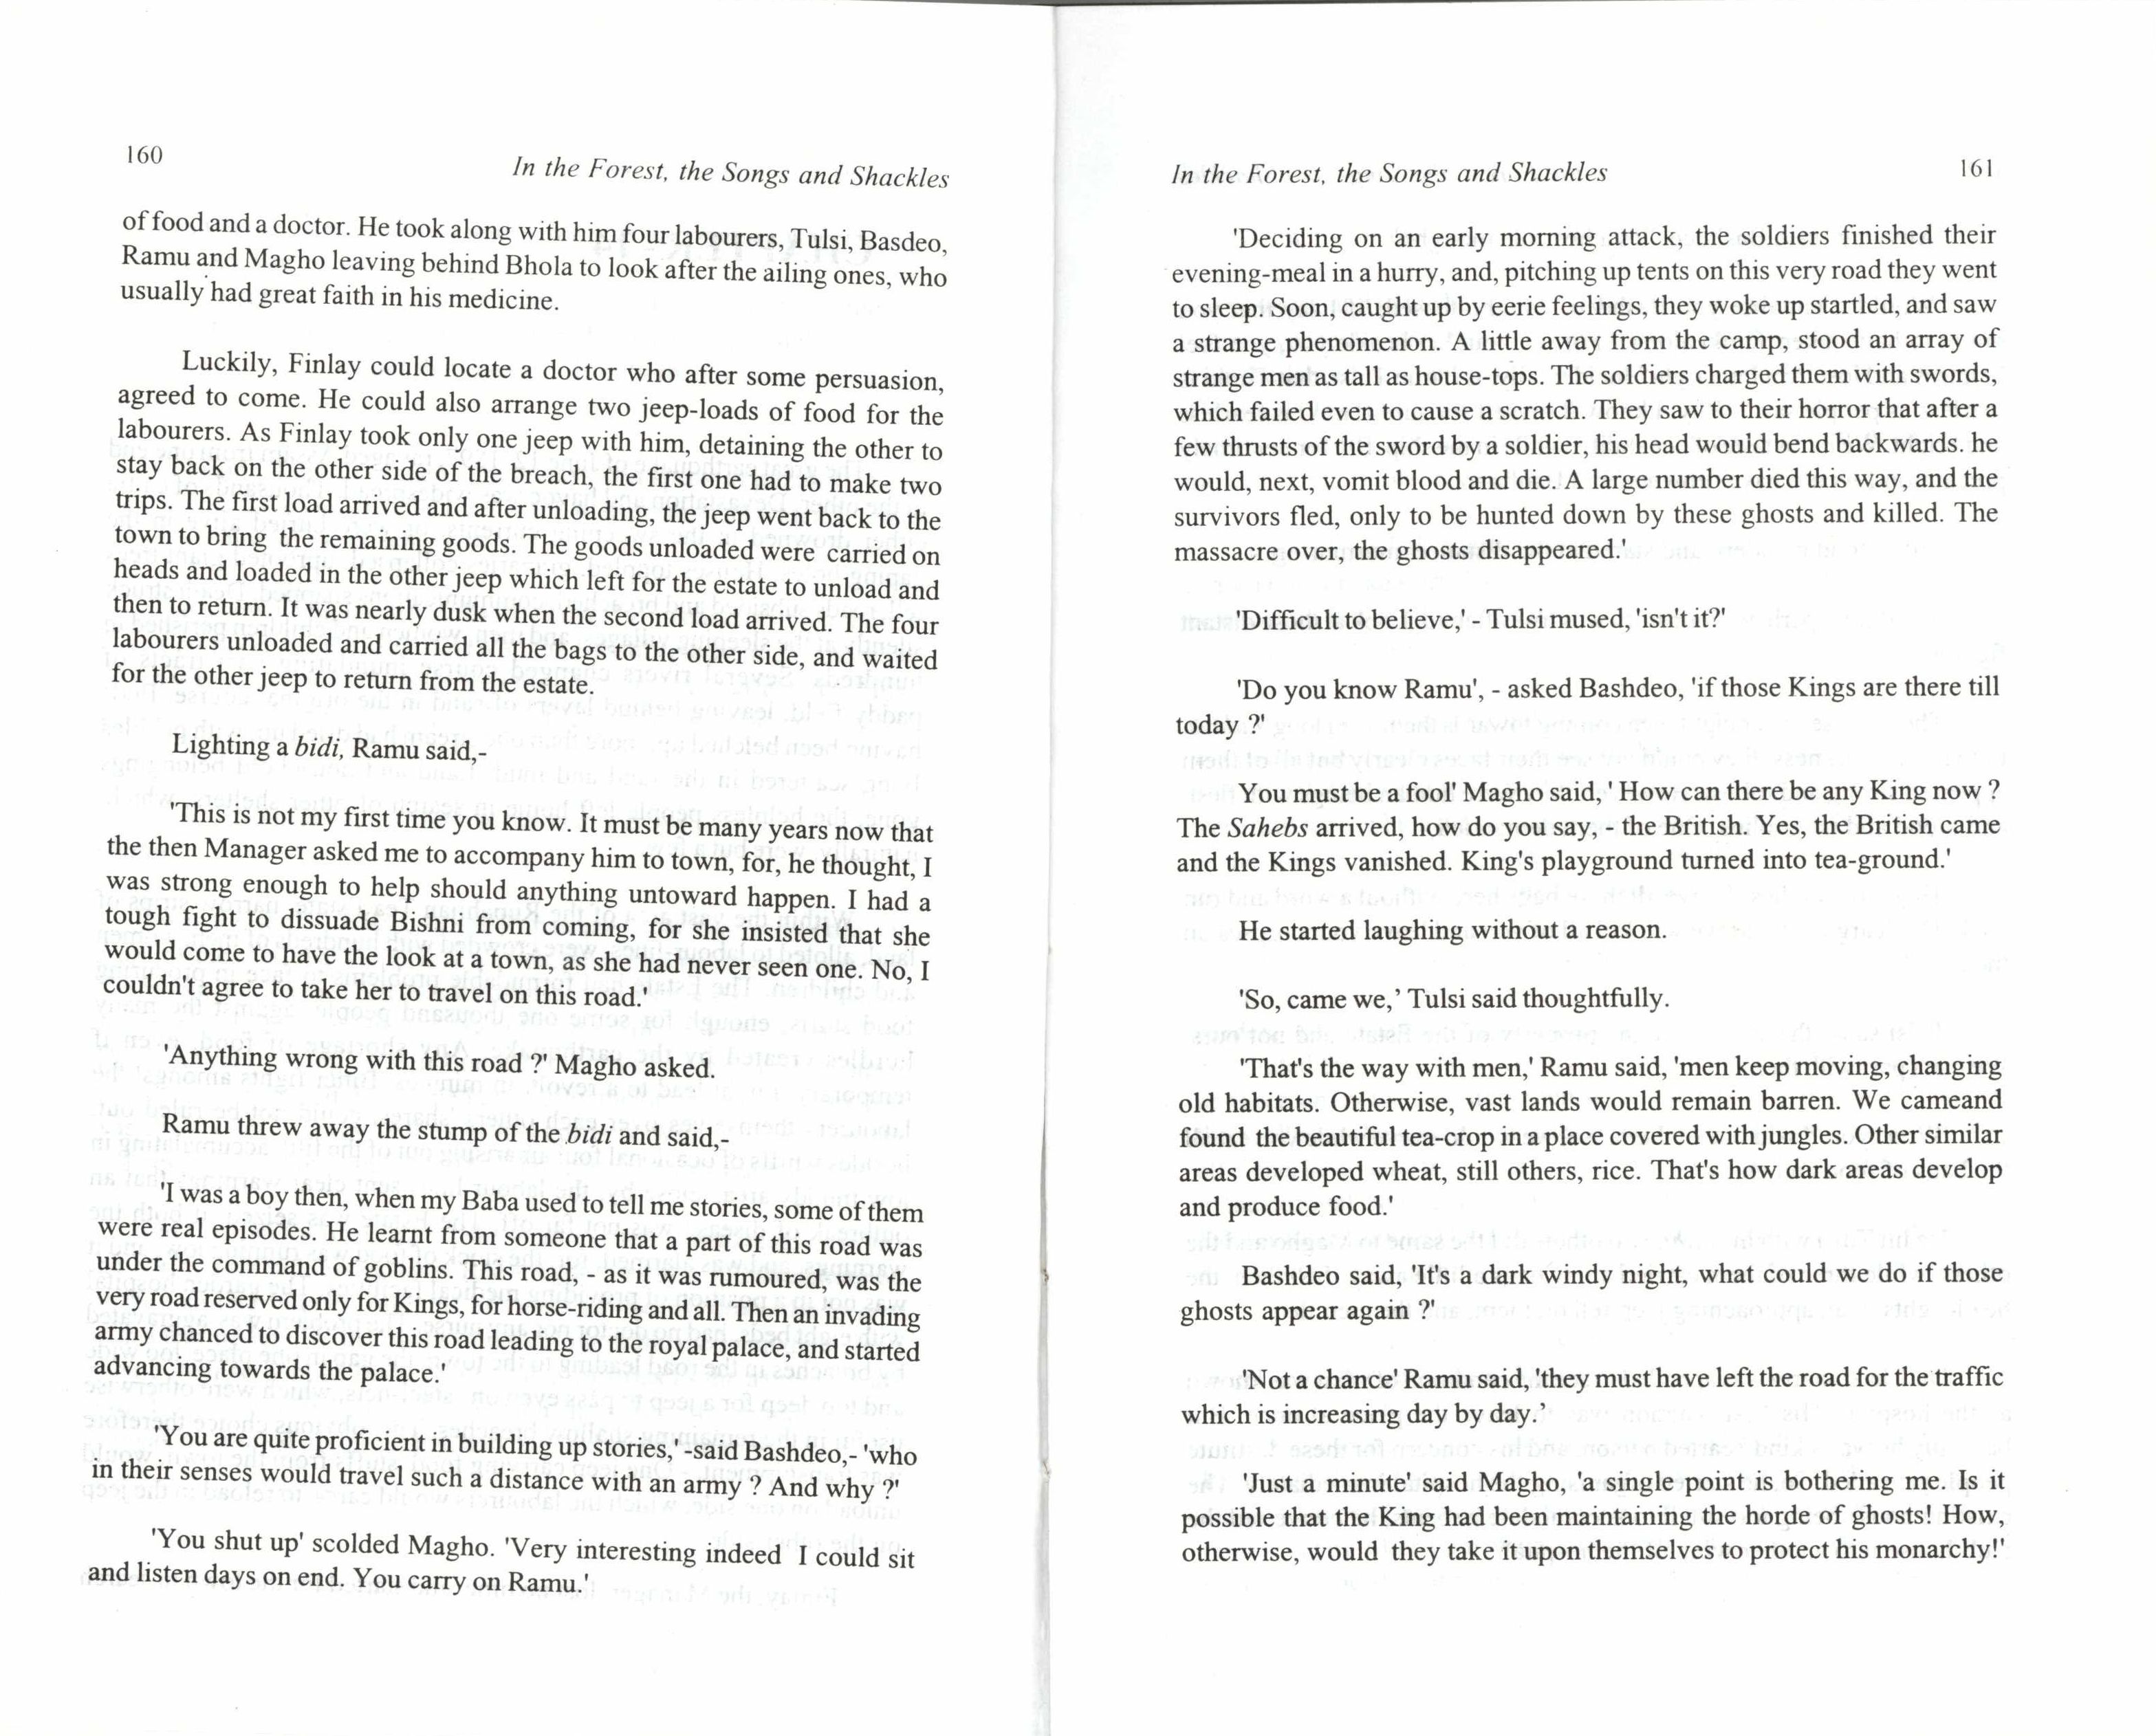 160
In the Forest, the Songs and Shackles
of food and a doctor. He took along with him four labourers, Tulsi, Basdeo,
Ramu and Magho leaving behind Bhola to look after the ailing ones, who
usually had great faith in his medicine.
Luckily, Finlay could locate a doctor who after some persuasion,
agreed to come. He could also arrange two jeep-loads of food for the
labourers. As Finlay took only one jeep with him, detaining the other to
stay back on the other side of the breach, the first one had to make two
trips. The first load arrived and after unloading, the jeep went back to the
town to bring the remaining goods. The goods unloaded were carried on
heads and loaded in the other jeep which left for the estate to unload and
then to return. It was nearly dusk when the second load arrived. The four
labourers unloaded and carried all the bags to the other side, and waited
for the other jeep to return from the estate.
Lighting a bidi, Ramu said,-
'This is not my first time you know. It must be many years now that
the then Manager asked me to accompany him to town, for, he thought, I
was strong enough to help should anything untoward happen. I had a
tough fight to dissuade Bishni from coming, for she insisted that she
would come to have the look at a town, as she had never seen one. No, I
couldn't agree to take her to travel on this road.'
'Anything wrong with this road ?' Magho asked.
Ramu threw away the stump of the bidi and said,-
'I was a boy then, when my Baba used to tell me stories, some of them
were real episodes. He learnt from someone that a part of this road was
under the command of goblins. This road, - as it was rumoured, was the
very road reserved only for Kings, for horse-riding and all. Then an invading
army chanced to discover this road leading to the royal palace, and started
advancing towards the palace.'
'You are quite proficient in building up stories,' -said Bashdeo,- 'who
in their senses would travel such a distance with an army ? And why ?'
'You shut up' scolded Magho. 'Very interesting indeed I could sit
and listen days on end. You carry on Ramu.'
In the Forest, the Songs and Shackles
161
'Deciding on an early morning attack, the soldiers finished their
evening-meal in a hurry, and, pitching up tents on this very road they went
to sleep. Soon, caught up by eerie feelings, they woke up startled, and saw
a strange phenomenon. A little away from the camp, stood an array of
strange men as tall as house-tops. The soldiers charged them with swords,
which failed even to cause a scratch. They saw to their horror that after a
few thrusts of the sword by a soldier, his head would bend backwards. he
would, next, vomit blood and die. A large number died this way, and the
survivors fled, only to be hunted down by these ghosts and killed. The
massacre over, the ghosts disappeared.'
'Difficult to believe,' - Tulsi mused, 'isn't it?'
'Do you know Ramu', - asked Bashdeo, 'if those Kings are there till
today ?'
You must be a fool' Magho said,' How can there be any King now ?
The Sahebs arrived, how do you say, - the British. Yes, the British came
and the Kings vanished. King's playground turned into tea-ground.'
He started laughing without a reason.
'So, came we,’ Tulsi said thoughtfully.
'That's the way with men,' Ramu said, 'men keep moving, changing
old habitats. Otherwise, vast lands would remain barren. We cameand
found the beautiful tea-crop in a place covered with jungles. Other similar
areas developed wheat, still others, rice. That's how dark areas develop
and produce food.'
Bashdeo said, 'It's a dark windy night, what could we do if those
ghosts appear again ?'
'Not a chance' Ramu said, 'they must have left the road for the traffic
which is increasing day by day.’
'Just a minute' said Magho, 'a single point is bothering me. Is it
possible that the King had been maintaining the horde of ghosts! How,
otherwise, would they take it upon themselves to protect his monarchy!'